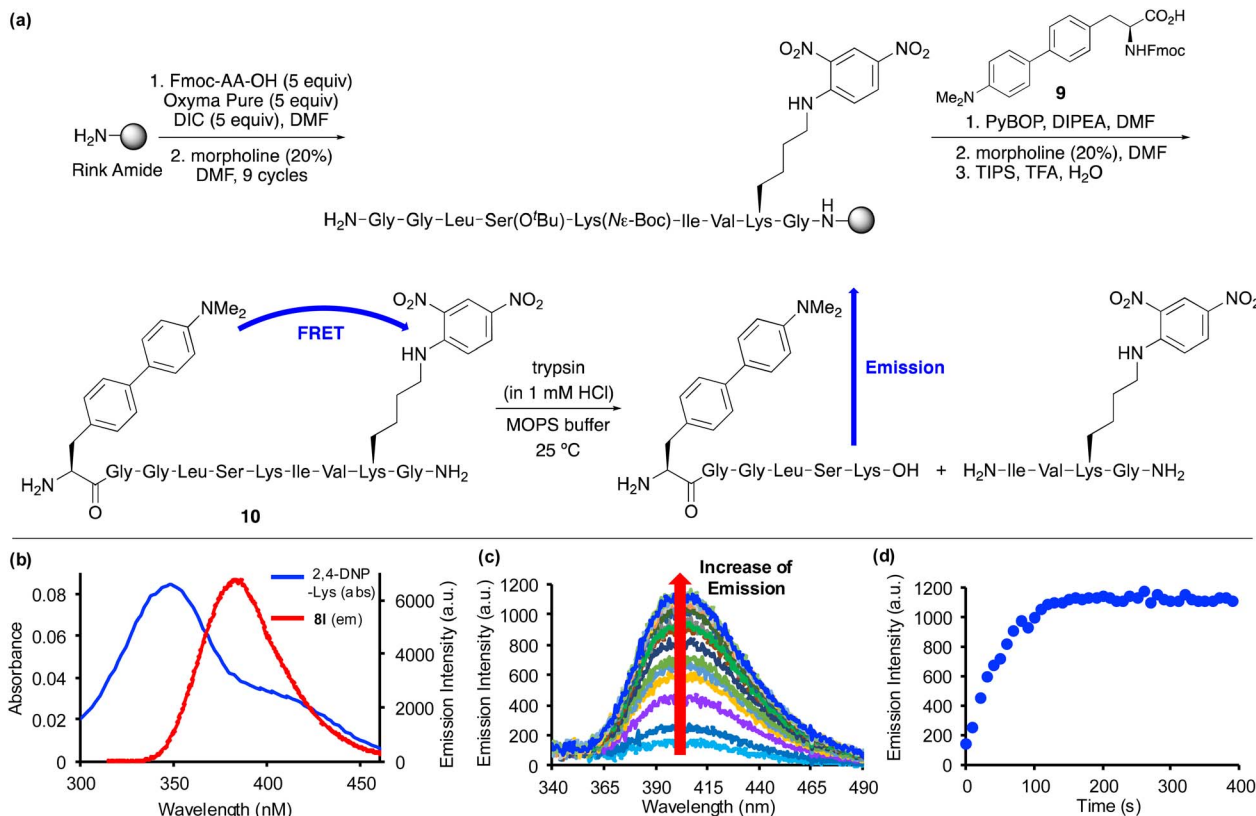 (a)
1. Fmoc-AA-OH (5 equiv)
Oxyma Pure (5 equiv)
DIC (5 equiv), DMF
H₂N
Rink Amide
2. morpholine (20%)
DMF, 9 cycles
NO₂
NO₂
HN
H₂N–Gly–Gly–Leu–Ser(OᵗBu)–Lys(Nε-Boc)–Ile–Val–Lys–Gly–N
H
CO₂H
NHFmoc
Me₂N
9
1. PyBOP, DIPEA, DMF
2. morpholine (20%), DMF
3. TIPS, TFA, H₂O
NMe₂
FRET
O₂N
NO₂
HN
H₂N
O
Gly–Gly–Leu–Ser–Lys–Ile–Val–Lys–Gly–NH₂
10
trypsin
(in 1 mM HCl)
MOPS buffer
25 ºC
NMe₂
Emission
H₂N
O
Gly–Gly–Leu–Ser–Lys–OH
+
O₂N
NO₂
HN
H₂N–Ile–Val–Lys–Gly–NH₂
(b)
2,4-DNP
-Lys (abs)
8l (em)
Absorbance
0.08
0.06
0.04
0.02
0
300 350 400 450
Wavelength (nM)
6000
4000
2000
0
Emission Intensity (a.u.)
(c)
Increase of
Emission
Emission Intensity (a.u.)
1200
1000
800
600
400
200
0
340 365 390 415 440 465 490
Wavelength (nm)
(d)
Emission Intensity (a.u.)
1400
1200
1000
800
600
400
200
0
0 100 200 300 400
Time (s)